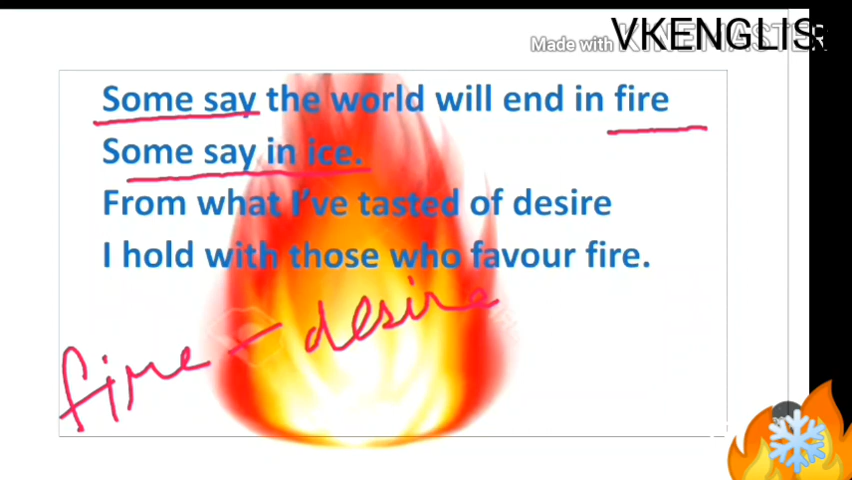 VKENGLIS
Made with KINEMASTER
Some say the world will end in fire
Some say in ice.
From what I've tasted of desire
I hold with those who favour fire.
fire - desire